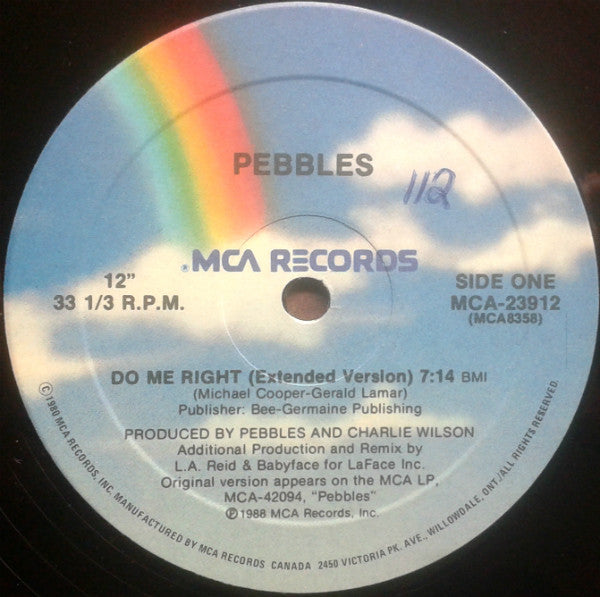 PEBBLES
112
®MCA RECORDS
12"
33 1/3 R.P.M.
SIDE ONE
MCA-23912
(MCA8358)
DO ME RIGHT (Extended Version) 7:14 BMI
(Michael Cooper-Gerald Lamar)
Publisher: Bee-Germaine Publishing
PRODUCED BY PEBBLES AND CHARLIE WILSON
Additional Production and Remix by
L.A. Reid & Babyface for LaFace Inc.
Original version appears on the MCA LP,
MCA-42094, "Pebbles"
℗1988 MCA Records, Inc.
©1980 MCA RECORDS, INC. MANUFACTURED BY MCA RECORDS CANADA 2450 VICTORIA PK. AVE., WILLOWDALE, ONT./ALL RIGHTS RESERVED.